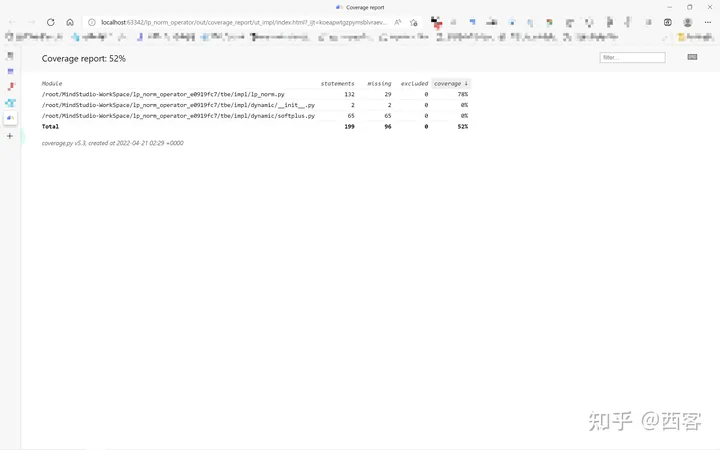 Coverage report
localhost:63342/lp_norm_operator/out/coverage_report/ut_impl/index.html?_ijt=koeapwtgzpymsbivraev...
Coverage report: 52%
filter...
Module statements missing excluded coverage ↓
/root/MindStudio-WorkSpace/lp_norm_operator_e0919fc7/tbe/impl/lp_norm.py 132 29 0 78%
/root/MindStudio-WorkSpace/lp_norm_operator_e0919fc7/tbe/impl/dynamic/__init__.py 2 2 0 0%
/root/MindStudio-WorkSpace/lp_norm_operator_e0919fc7/tbe/impl/dynamic/softplus.py 65 65 0 0%
Total 199 96 0 52%
coverage.py v5.3, created at 2022-04-21 02:29 +0000
知乎 @西客